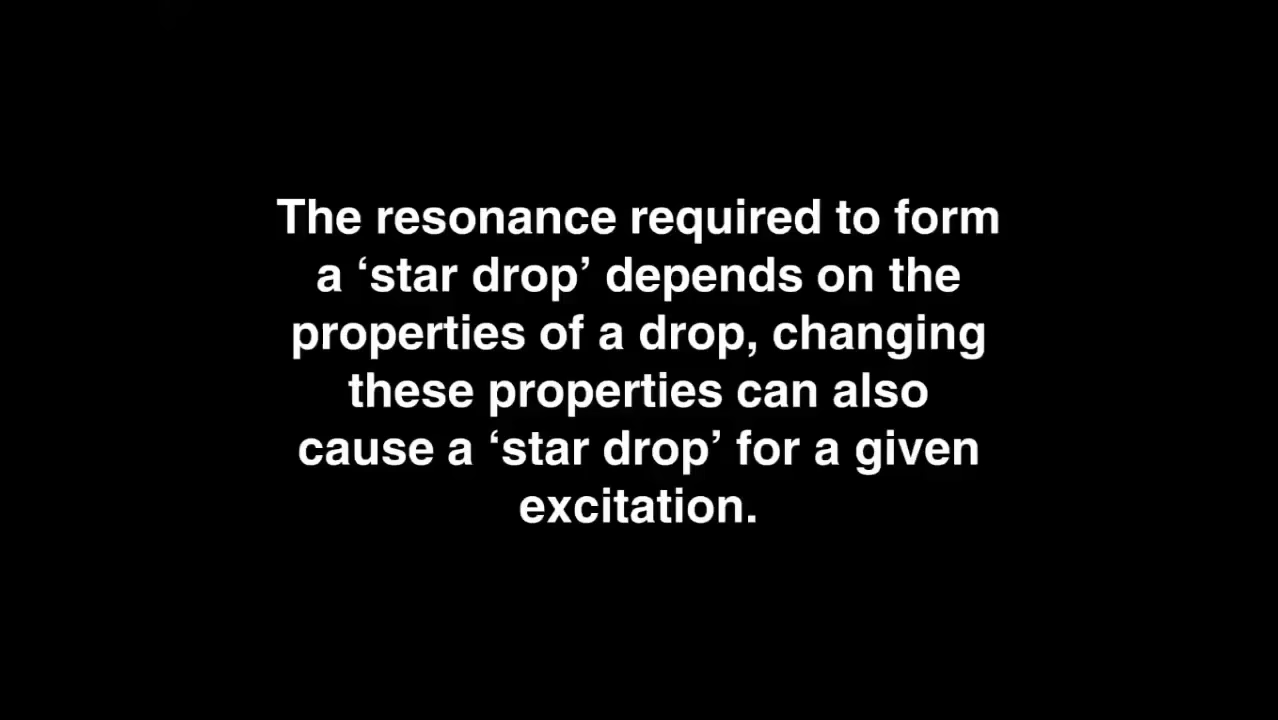 The resonance required to form
a ‘star drop’ depends on the
properties of a drop, changing
these properties can also
cause a ‘star drop’ for a given
excitation.